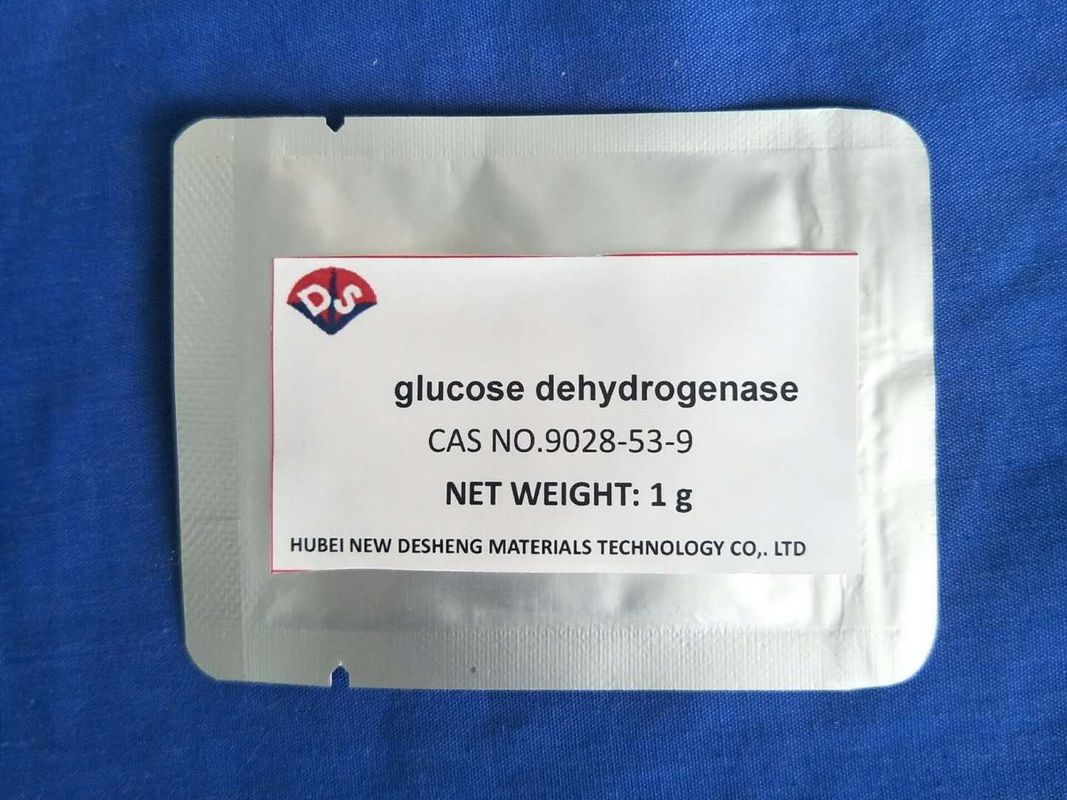 DS
glucose dehydrogenase
CAS NO.9028-53-9
NET WEIGHT: 1 g
HUBEI NEW DESHENG MATERIALS TECHNOLOGY CO,. LTD